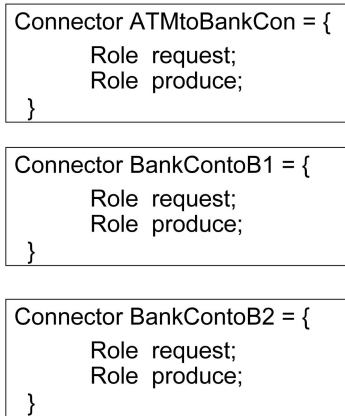 Connector ATMtoBankCon = {
Role request;
Role produce;
}
Connector BankContoB1 = {
Role request;
Role produce;
}
Connector BankContoB2 = {
Role request;
Role produce;
}